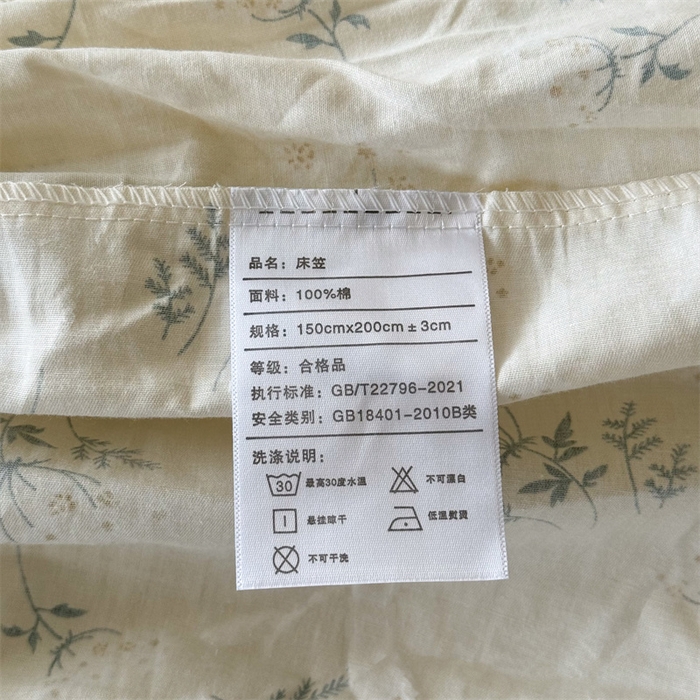 品名：床笠
面料：100%棉
规格：150cmx200cm±3cm
等级：合格品
执行标准：GB/T22796-2021
安全类别：GB18401-2010B类
洗涤说明：
30 最高30度水温 不可漂白
悬挂晾干 低温熨烫
不可干洗